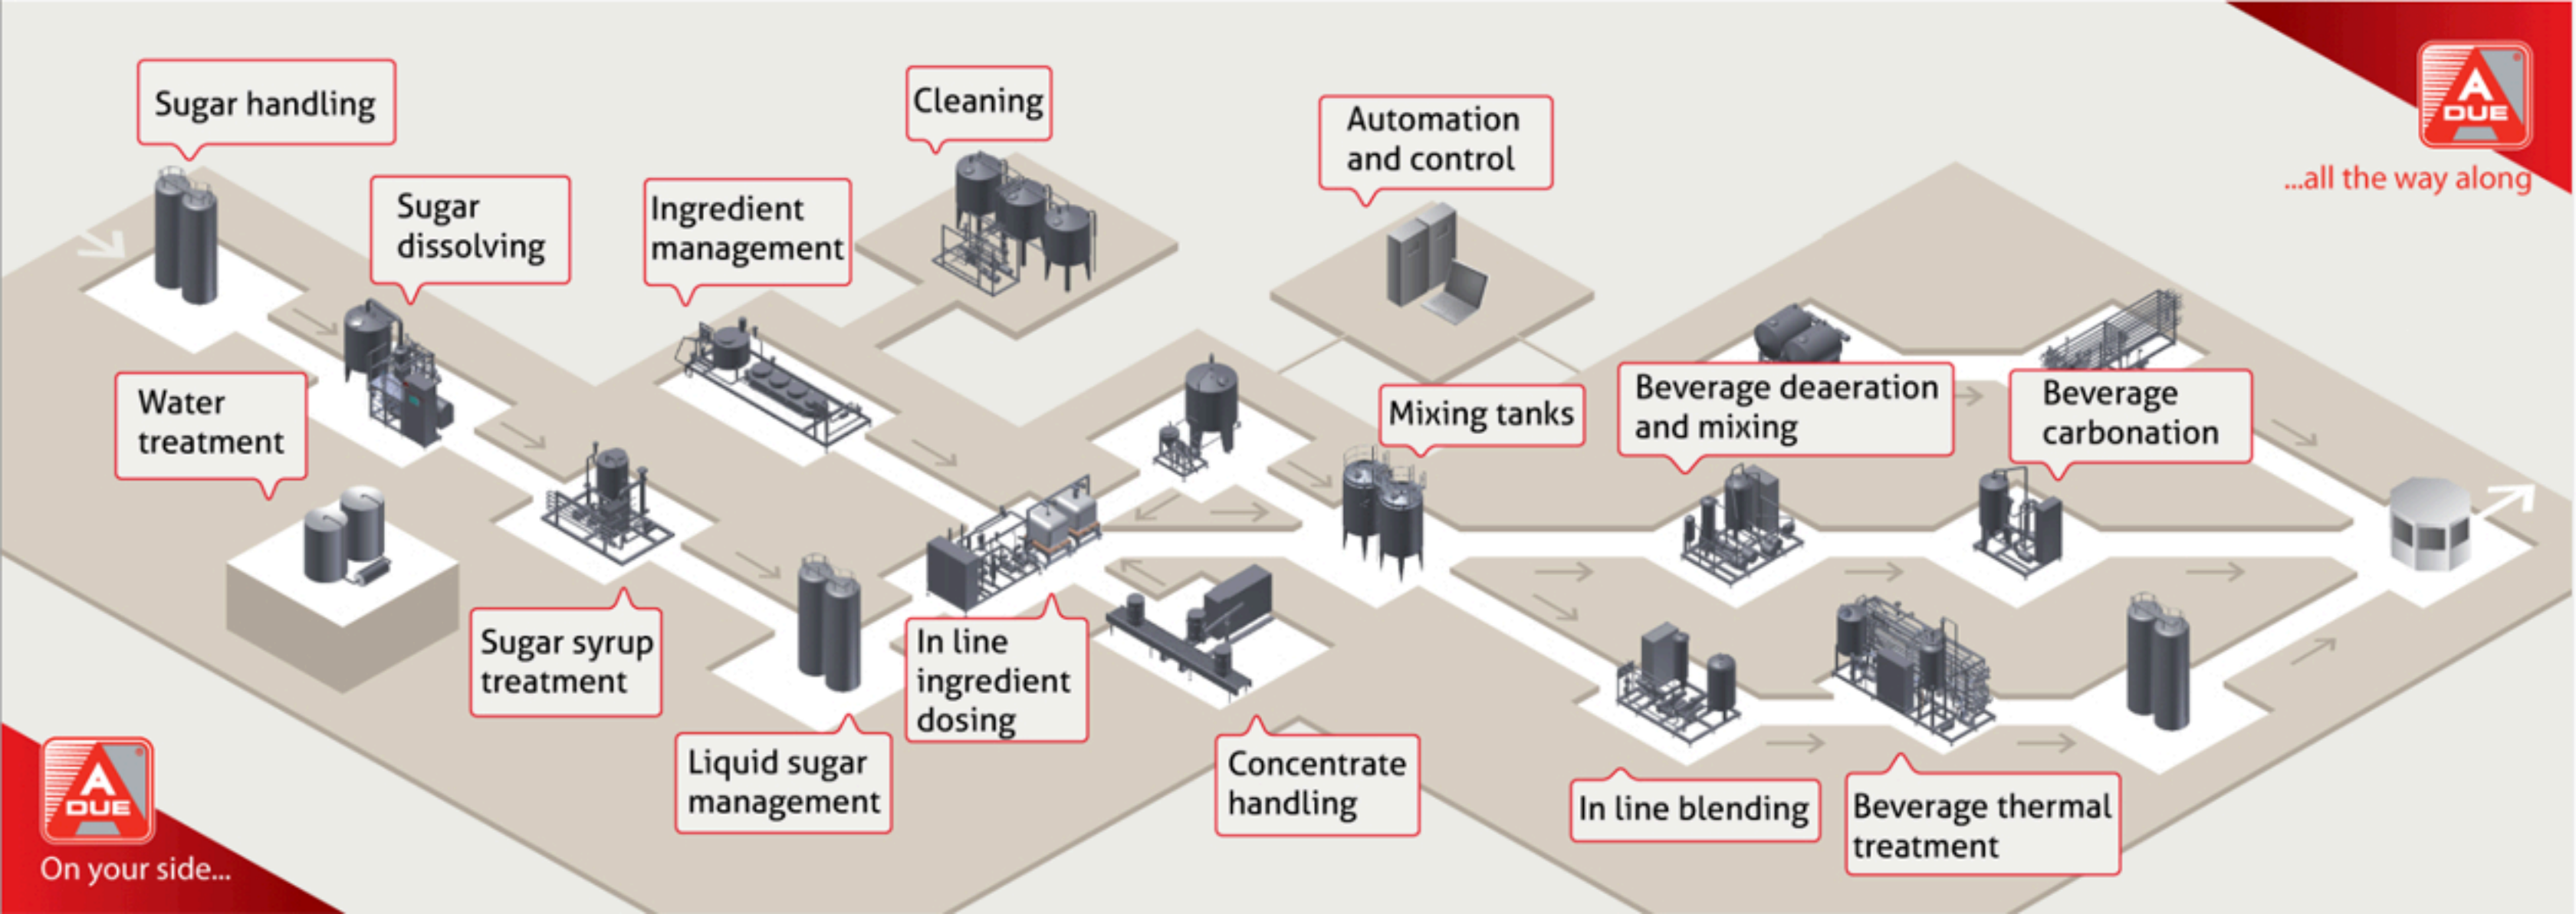 Sugar handling
Cleaning
Automation
and control
A
DUE
...all the way along
Sugar
dissolving
Ingredient
management
Water
treatment
Mixing tanks
Beverage deaeration
and mixing
Beverage
carbonation
Sugar syrup
treatment
In line
ingredient
dosing
Liquid sugar
management
Concentrate
handling
In line blending
Beverage thermal
treatment
A
DUE
On your side...